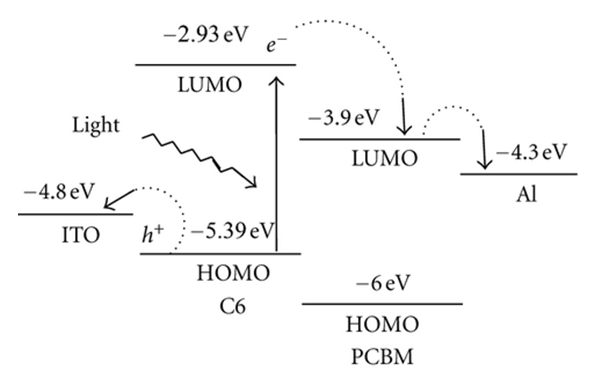 −2.93 eV
e⁻
LUMO
Light
−3.9 eV
LUMO
−4.3 eV
Al
−4.8 eV
ITO
h⁺
−5.39 eV
HOMO
C6
−6 eV
HOMO
PCBM